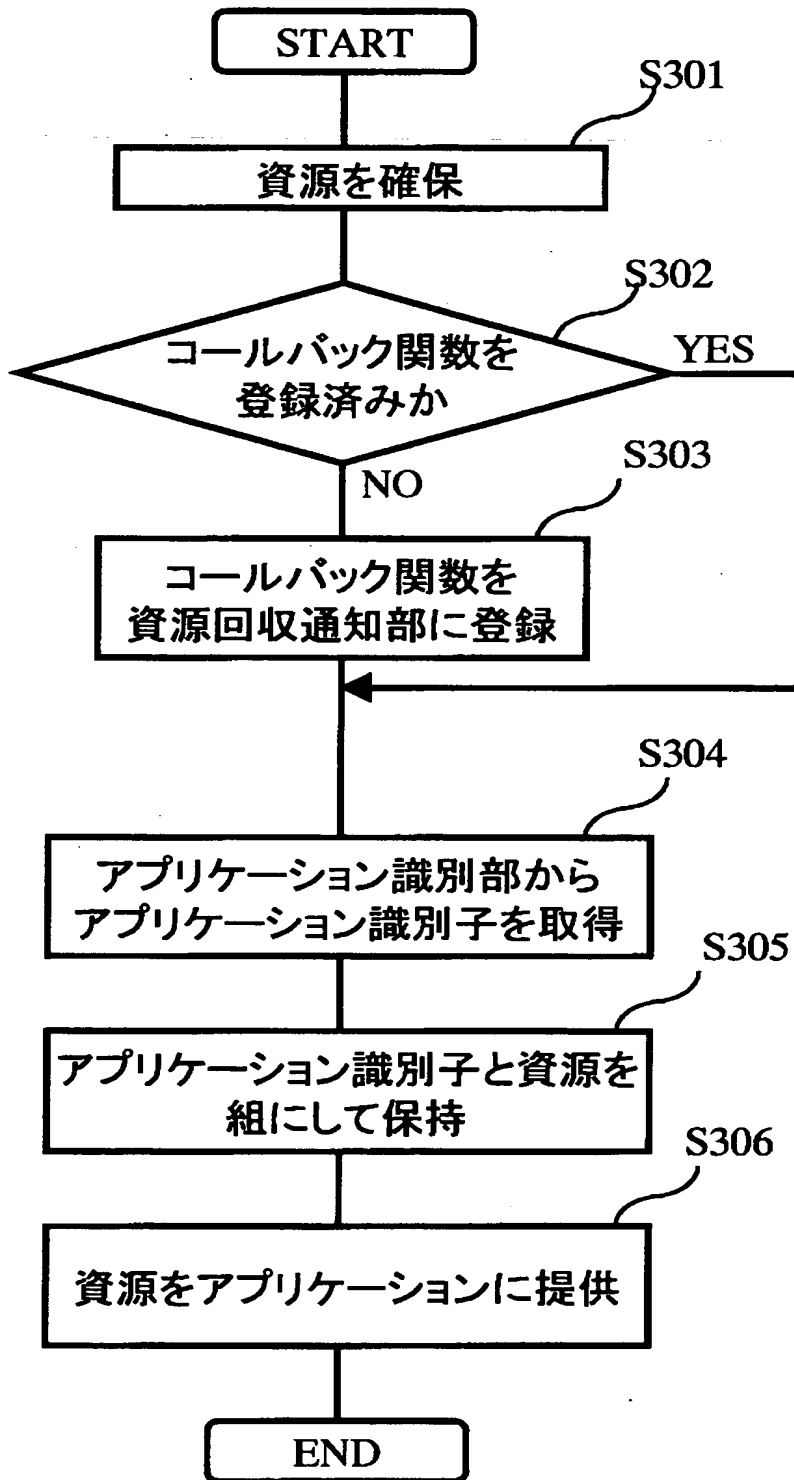 START
S301
資源を確保
S302
コールバック関数を
登録済みか
YES
NO
S303
コールバック関数を
資源回収通知部に登録
S304
アプリケーション識別部から
アプリケーション識別子を取得
S305
アプリケーション識別子と資源を
組にして保持
S306
資源をアプリケーションに提供
END